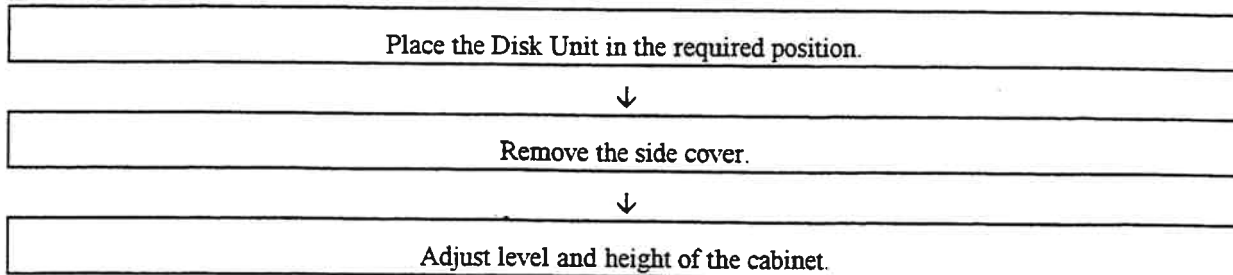 Place the Disk Unit in the required position.
↓
Remove the side cover.
↓
Adjust level and height of the cabinet.